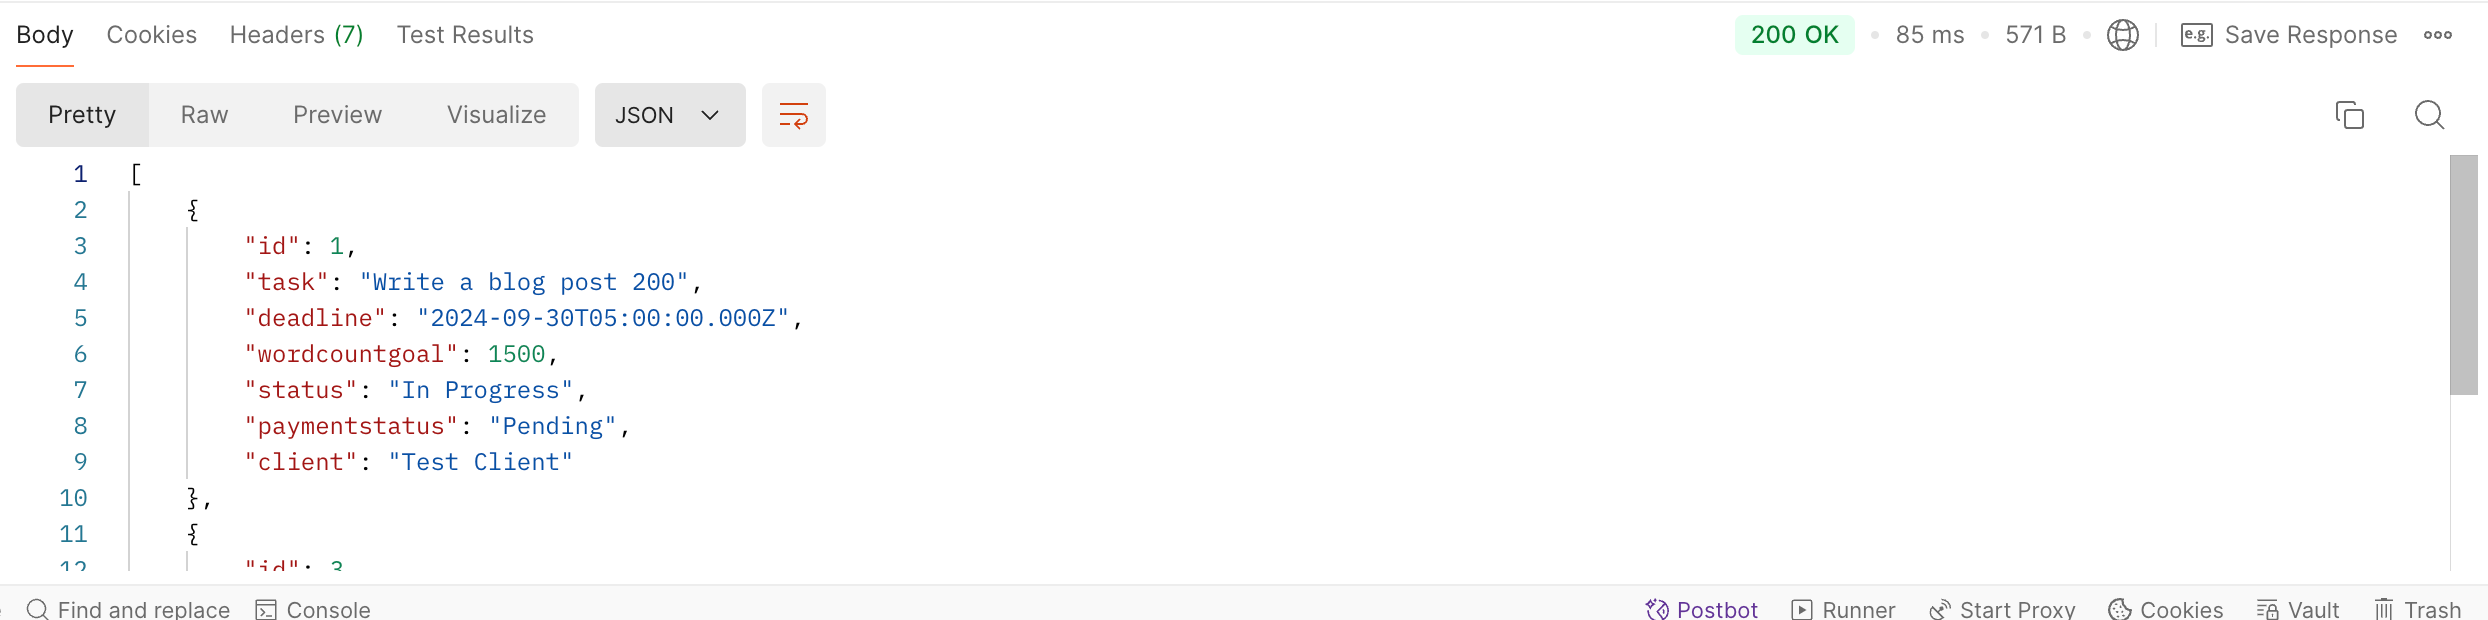 Body Cookies Headers (7) Test Results 200 OK 85 ms 571 B e.g. Save Response
Pretty Raw Preview Visualize JSON
1 [
2 {
3 "id": 1,
4 "task": "Write a blog post 200",
5 "deadline": "2024-09-30T05:00:00.000Z",
6 "wordcountgoal": 1500,
7 "status": "In Progress",
8 "paymentstatus": "Pending",
9 "client": "Test Client"
10 },
11 {
12 "id": 3
Find and replace Console Postbot Runner Start Proxy Cookies Vault Trash